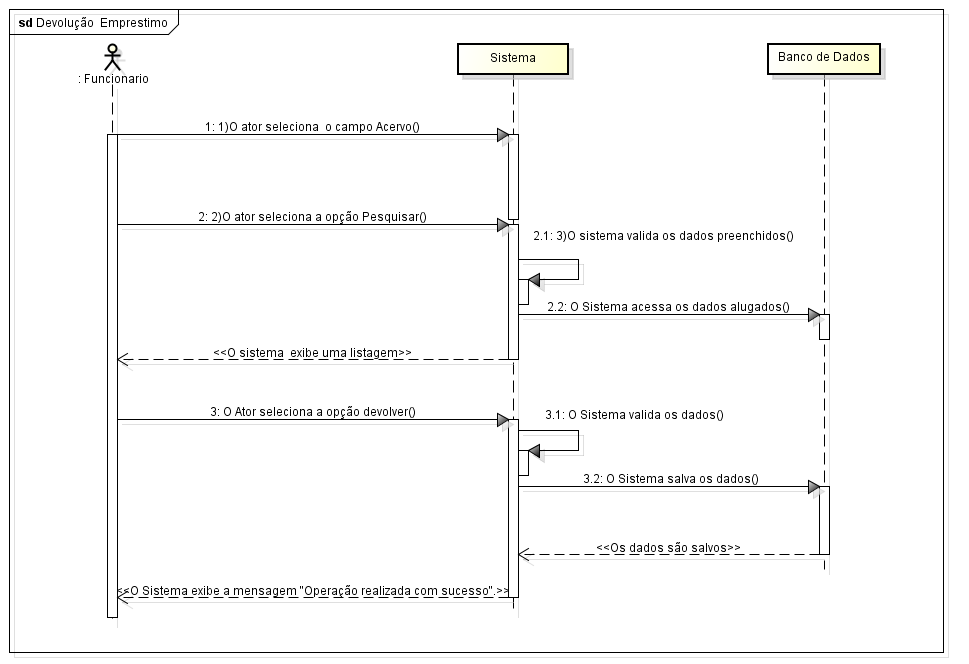 sd Devolução Emprestimo
: Funcionario
Sistema
Banco de Dados
1: 1)O ator seleciona o campo Acervo()
2: 2)O ator seleciona a opção Pesquisar()
2.1: 3)O sistema valida os dados preenchidos()
2.2: O Sistema acessa os dados alugados()
<<O sistema exibe uma listagem>>
3: O Ator seleciona a opção devolver()
3.1: O Sistema valida os dados()
3.2: O Sistema salva os dados()
<<Os dados são salvos>>
<<O Sistema exibe a mensagem "Operação realizada com sucesso".>>